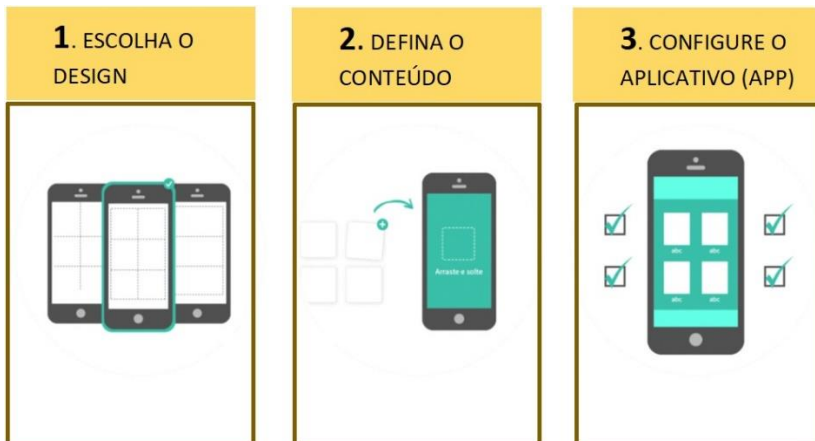 1. ESCOLHA O
DESIGN
2. DEFINA O
CONTEÚDO
3. CONFIGURE O
APLICATIVO (APP)
Arraste e solte
abc abc
abc abc